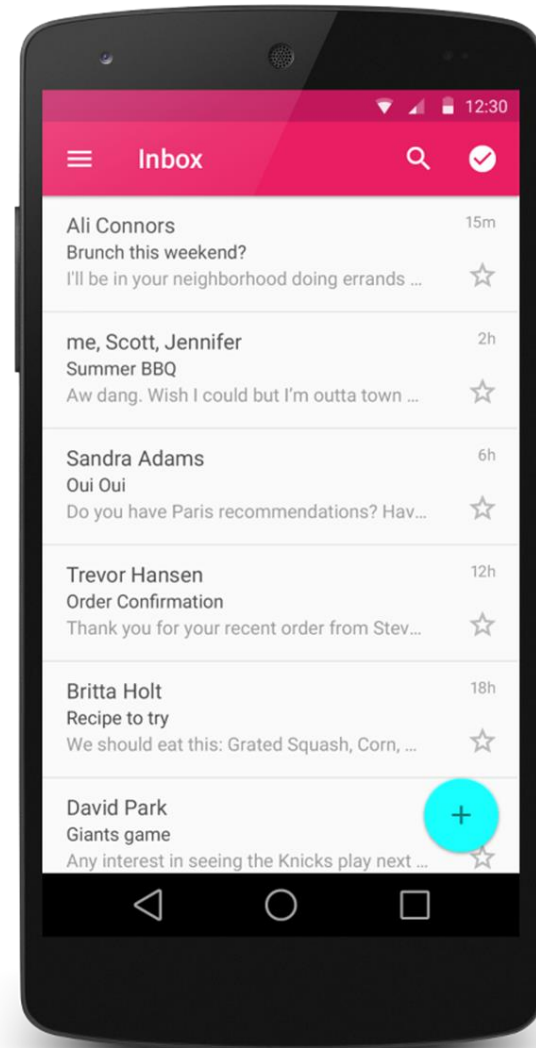 12:30
Inbox
Ali Connors 15m
Brunch this weekend?
I'll be in your neighborhood doing errands ...
me, Scott, Jennifer 2h
Summer BBQ
Aw dang. Wish I could but I'm outta town ...
Sandra Adams 6h
Oui Oui
Do you have Paris recommendations? Hav...
Trevor Hansen 12h
Order Confirmation
Thank you for your recent order from Stev...
Britta Holt 18h
Recipe to try
We should eat this: Grated Squash, Corn, ...
David Park
Giants game
Any interest in seeing the Knicks play next ...